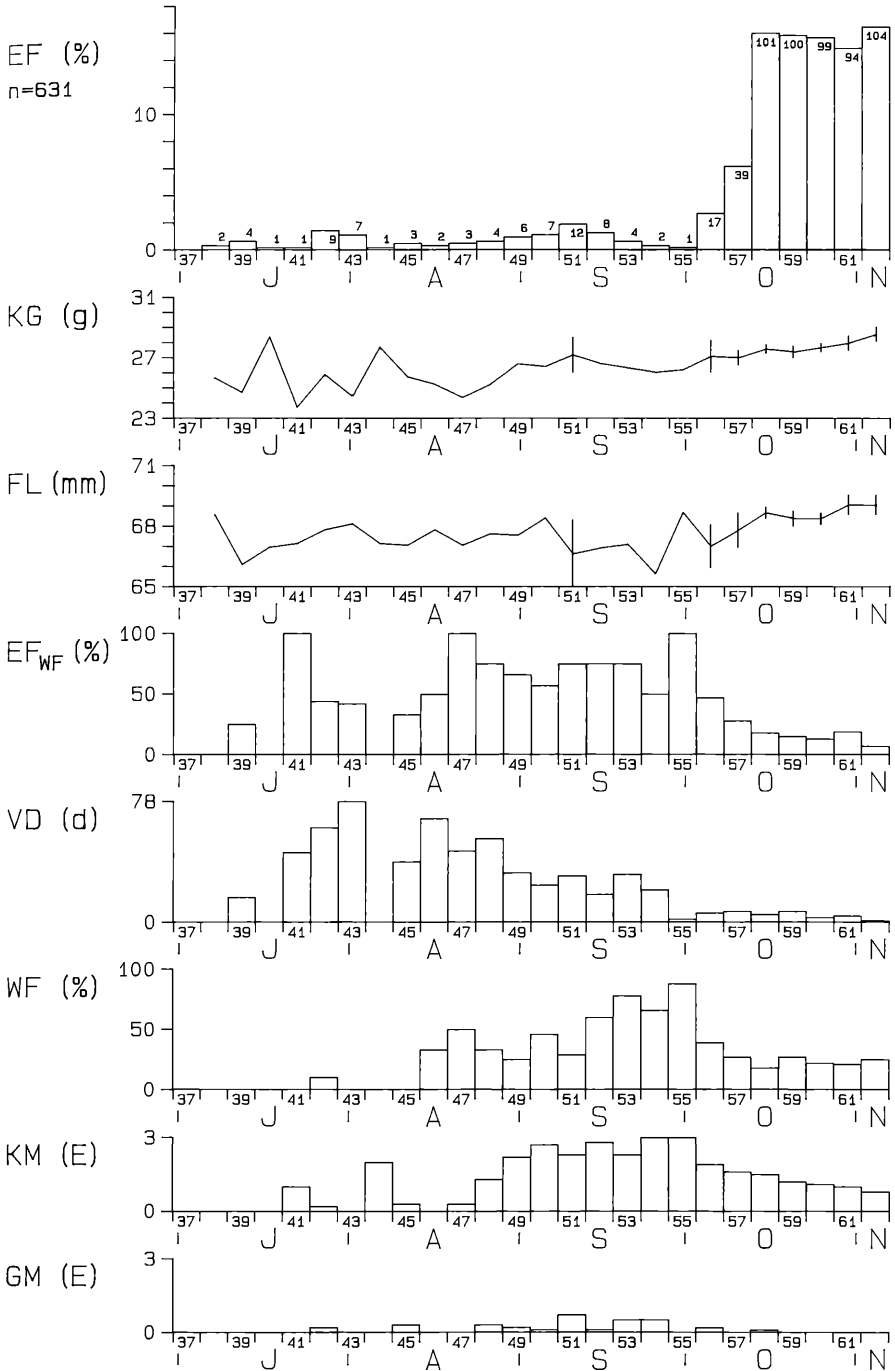 EF (%)
n=631
10
0
2 4 1 1 9 7 1 3 2 3 4 6 7 12 8 4 2 1 17 39 101 100 99 94 104
37 39 41 43 45 47 49 51 53 55 57 59 61
J A S O N
KG (g)
31
27
23
37 39 41 43 45 47 49 51 53 55 57 59 61
J A S O N
FL (mm)
71
68
65
37 39 41 43 45 47 49 51 53 55 57 59 61
J A S O N
EF WF (%)
100
50
0
37 39 41 43 45 47 49 51 53 55 57 59 61
J A S O N
VD (d)
78
0
37 39 41 43 45 47 49 51 53 55 57 59 61
J A S O N
WF (%)
100
50
0
37 39 41 43 45 47 49 51 53 55 57 59 61
J A S O N
KM (E)
3
0
37 39 41 43 45 47 49 51 53 55 57 59 61
J A S O N
GM (E)
3
0
37 39 41 43 45 47 49 51 53 55 57 59 61
J A S O N